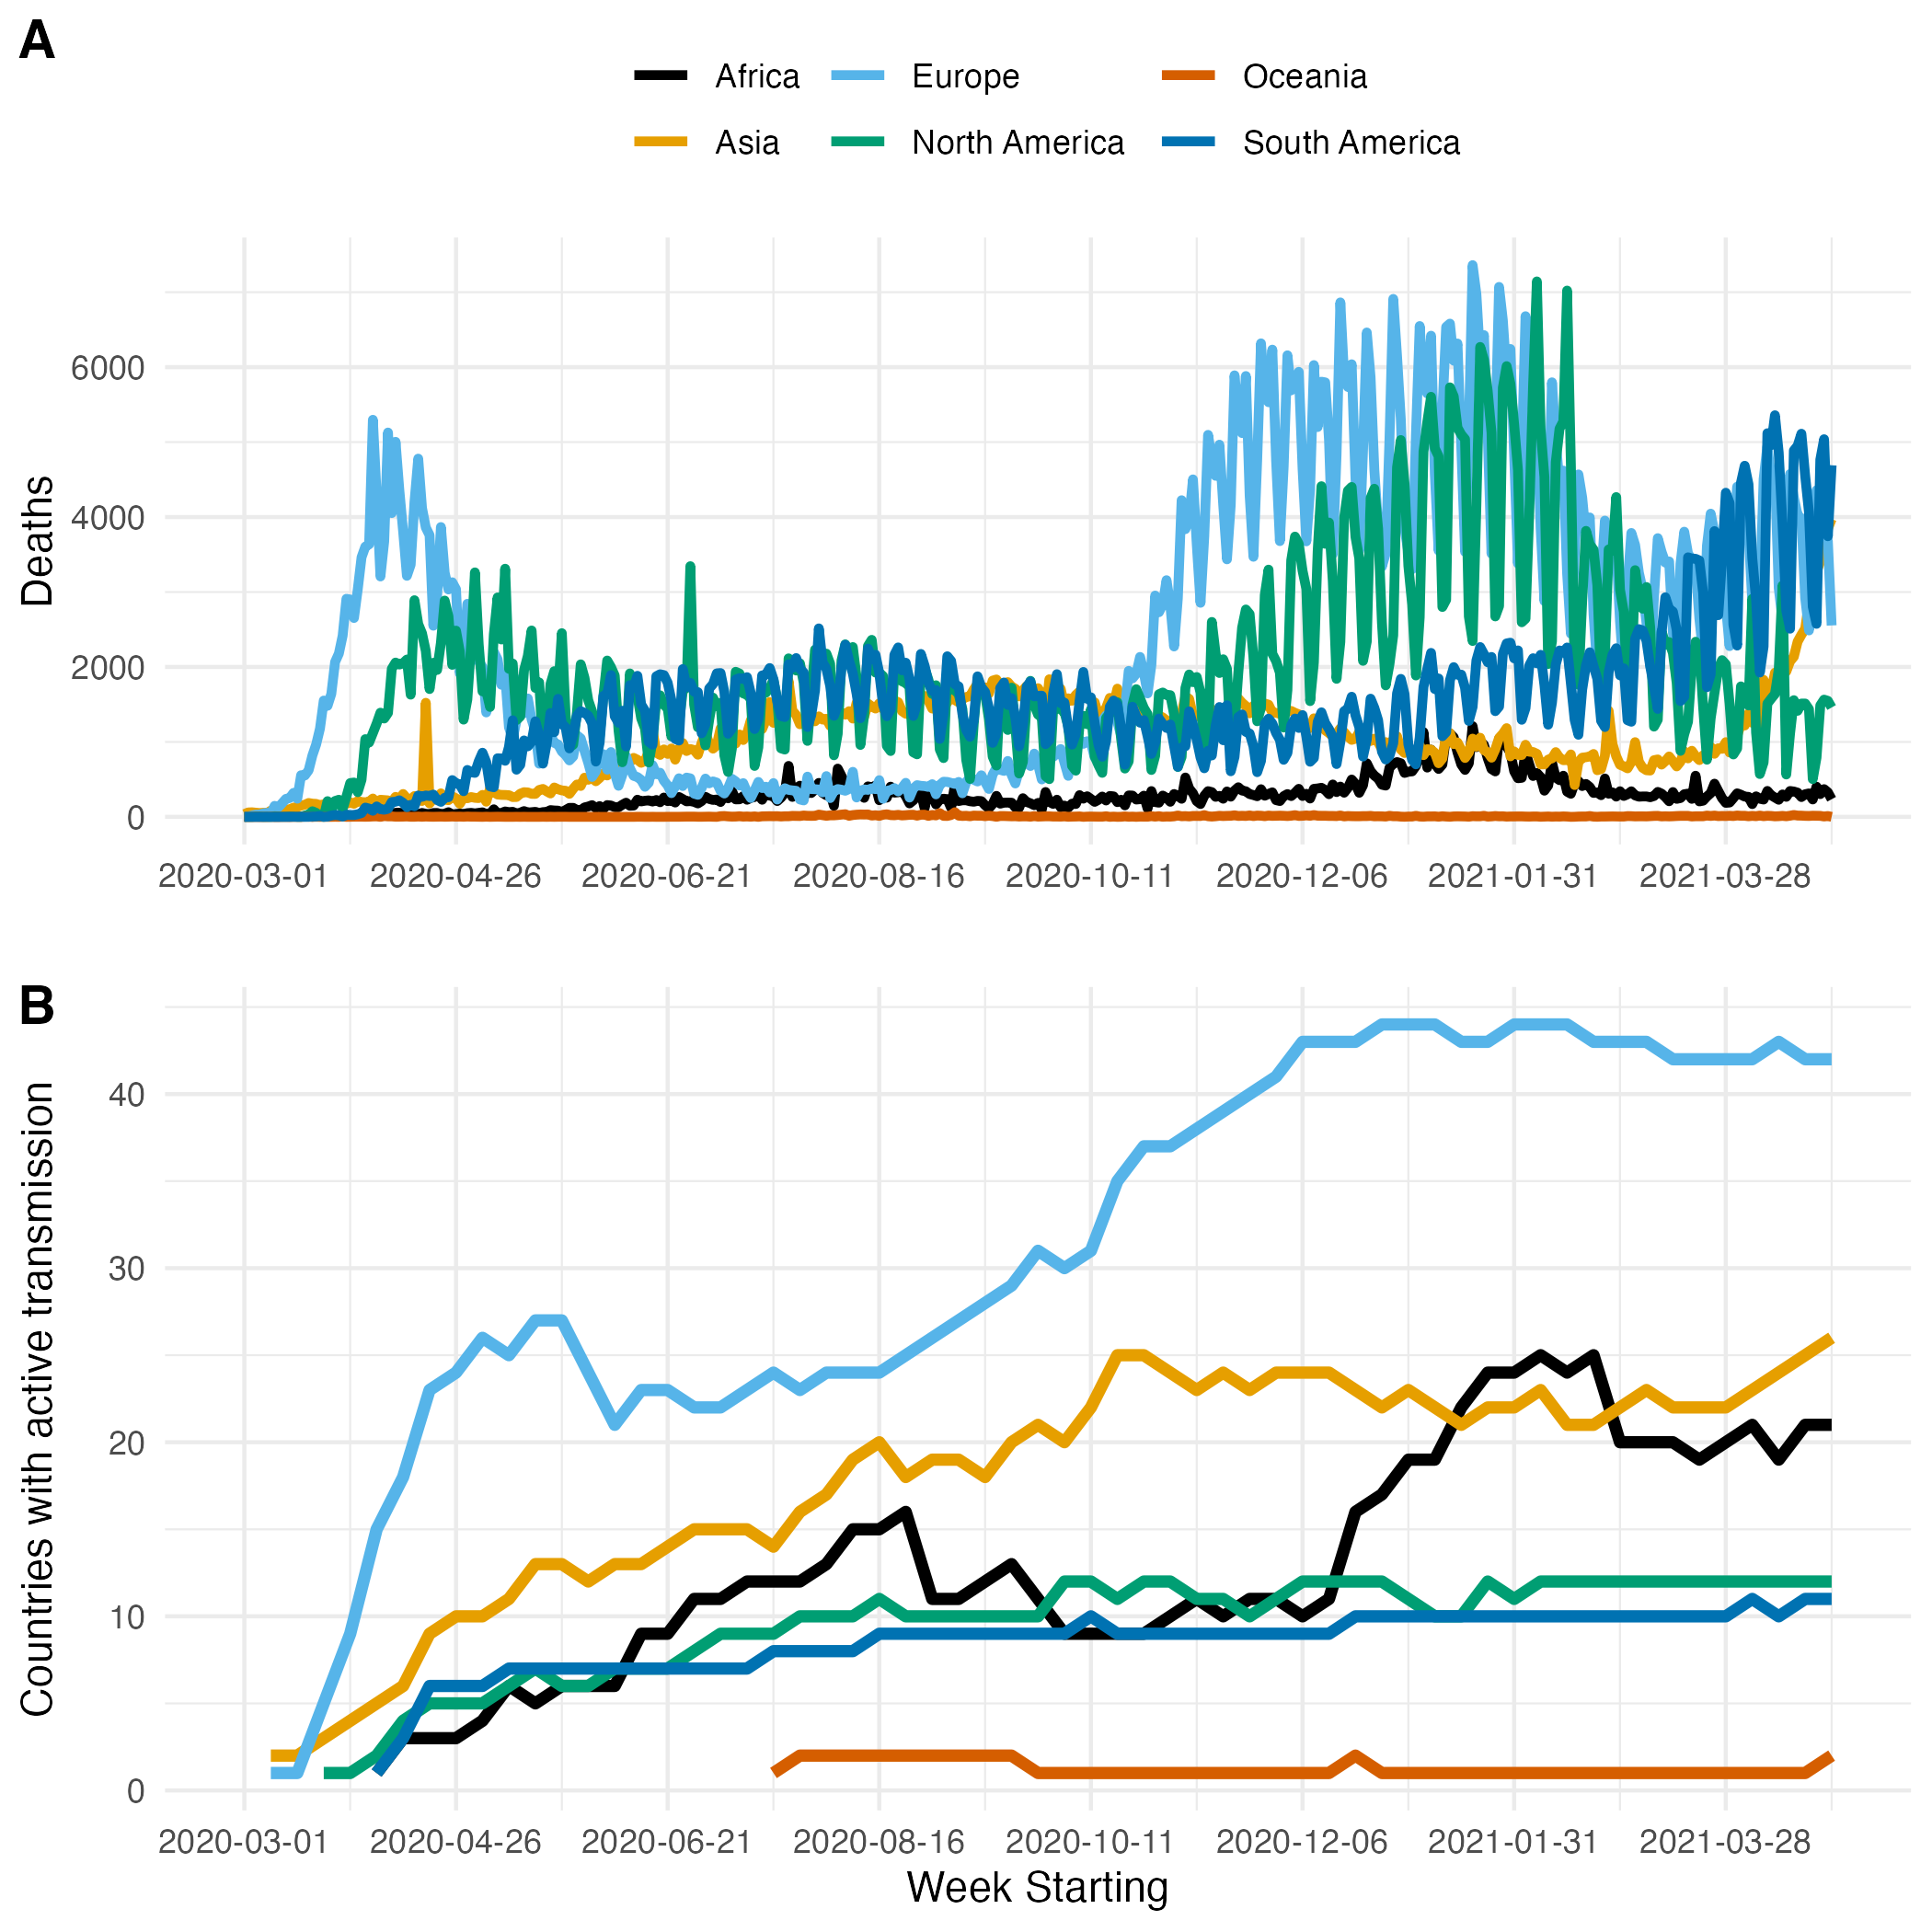 A
Africa Europe Oceania
Asia North America South America
Deaths
6000
4000
2000
0
2020-03-01 2020-04-26 2020-06-21 2020-08-16 2020-10-11 2020-12-06 2021-01-31 2021-03-28
B
Countries with active transmission
40
30
20
10
0
2020-03-01 2020-04-26 2020-06-21 2020-08-16 2020-10-11 2020-12-06 2021-01-31 2021-03-28
Week Starting